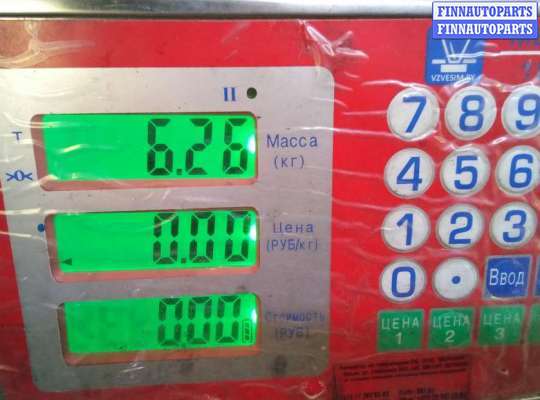 FINNAUTOPARTS
FINNAUTOPARTS
VZVESIM.BY
II
T
6.26
Масса
(кг)
>0<
0.00
Цена
(РУБ/кг)
0.00
Стоимость
(РУБ)
7 8 9
4 5 6
1 2 3
0 . Ввод
ЦЕНА 1
ЦЕНА 2
ЦЕНА 3